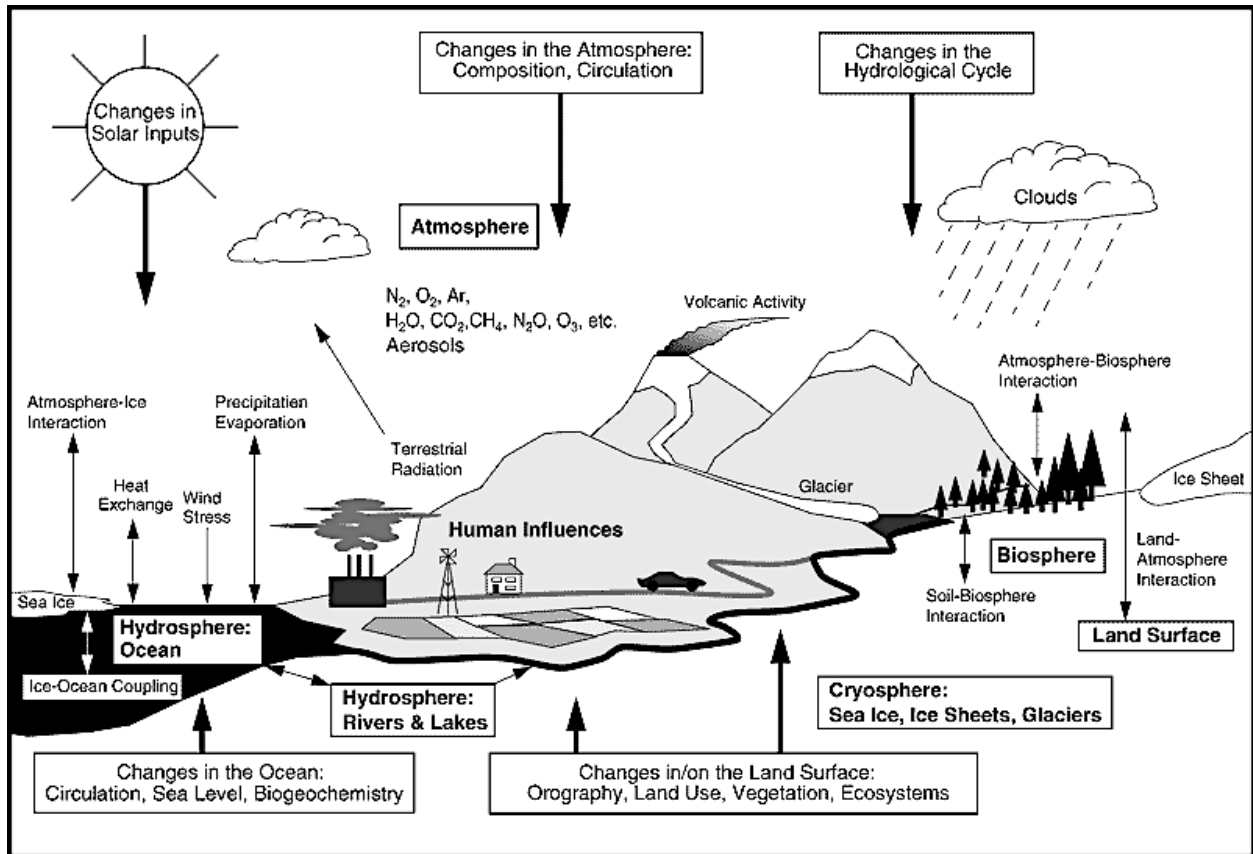 Changes in
Solar Inputs
Changes in the Atmosphere:
Composition, Circulation
Changes in the
Hydrological Cycle
Clouds
Atmosphere
N₂, O₂, Ar,
H₂O, CO₂,CH₄, N₂O, O₃, etc.
Aerosols
Volcanic Activity
Atmosphere-Ice
Interaction
Precipitation
Evaporation
Terrestrial
Radiation
Heat
Exchange
Wind
Stress
Atmosphere-Biosphere
Interaction
Glacier
Ice Sheet
Human Influences
Biosphere
Land-
Atmosphere
Interaction
Soil-Biosphere
Interaction
Land Surface
Sea Ice
Hydrosphere:
Ocean
Ice-Ocean Coupling
Hydrosphere:
Rivers & Lakes
Cryosphere:
Sea Ice, Ice Sheets, Glaciers
Changes in the Ocean:
Circulation, Sea Level, Biogeochemistry
Changes in/on the Land Surface:
Orography, Land Use, Vegetation, Ecosystems